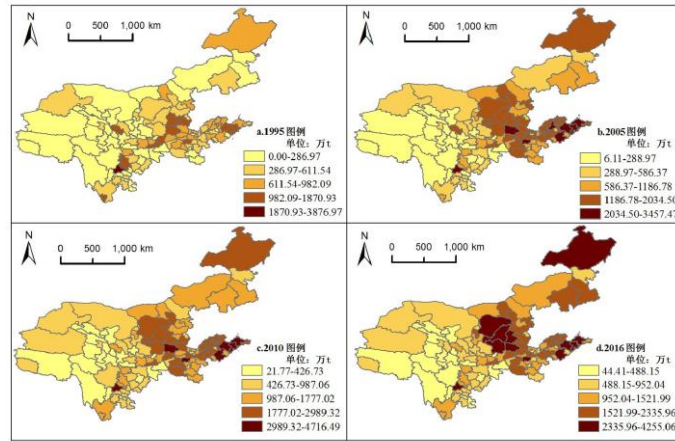 N
0 500 1,000 km
a.1995 图例
单位：万t
0.00-286.97
286.97-611.54
611.54-982.09
982.09-1870.93
1870.93-3876.97
N
0 500 1,000 km
b.2005 图例
单位：万t
6.11-288.97
288.97-586.37
586.37-1186.78
1186.78-2034.50
2034.50-3457.47
N
0 500 1,000 km
c.2010 图例
单位：万t
21.77-426.73
426.73-987.06
987.06-1777.02
1777.02-2989.32
2989.32-4716.49
N
0 500 1,000 km
d.2016 图例
单位：万t
44.41-488.15
488.15-952.04
952.04-1521.99
1521.99-2335.96
2335.96-4255.06